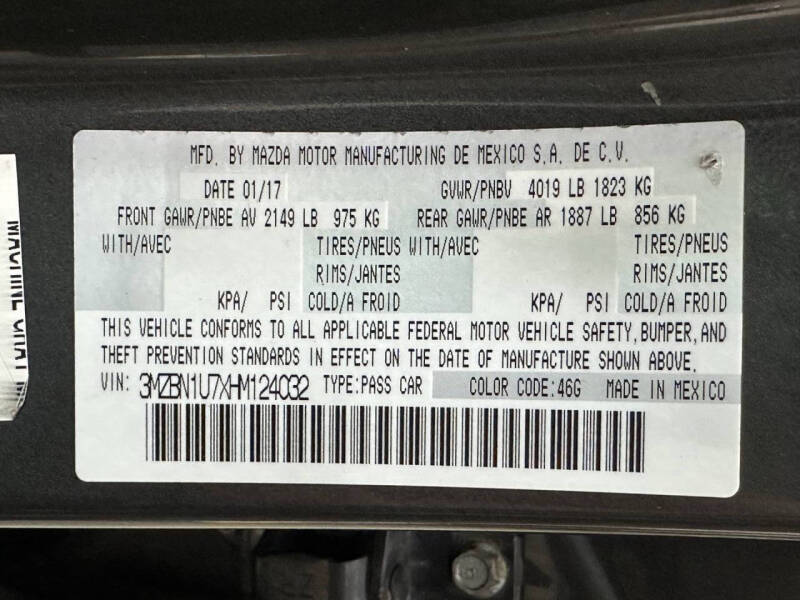 MFD. BY MAZDA MOTOR MANUFACTURING DE MEXICO S.A. DE C.V.
DATE 01/17 GVWR/PNBV 4019 LB 1823 KG
FRONT GAWR/PNBE AV 2149 LB 975 KG REAR GAWR/PNBE AR 1887 LB 856 KG
WITH/AVEC TIRES/PNEUS WITH/AVEC TIRES/PNEUS
RIMS/JANTES RIMS/JANTES
KPA/ PSI COLD/A FROID KPA/ PSI COLD/A FROID
THIS VEHICLE CONFORMS TO ALL APPLICABLE FEDERAL MOTOR VEHICLE SAFETY, BUMPER, AND
THEFT PREVENTION STANDARDS IN EFFECT ON THE DATE OF MANUFACTURE SHOWN ABOVE.
VIN: 3MZBN1U7XHM124032 TYPE:PASS CAR COLOR CODE:46G MADE IN MEXICO
MACHINE